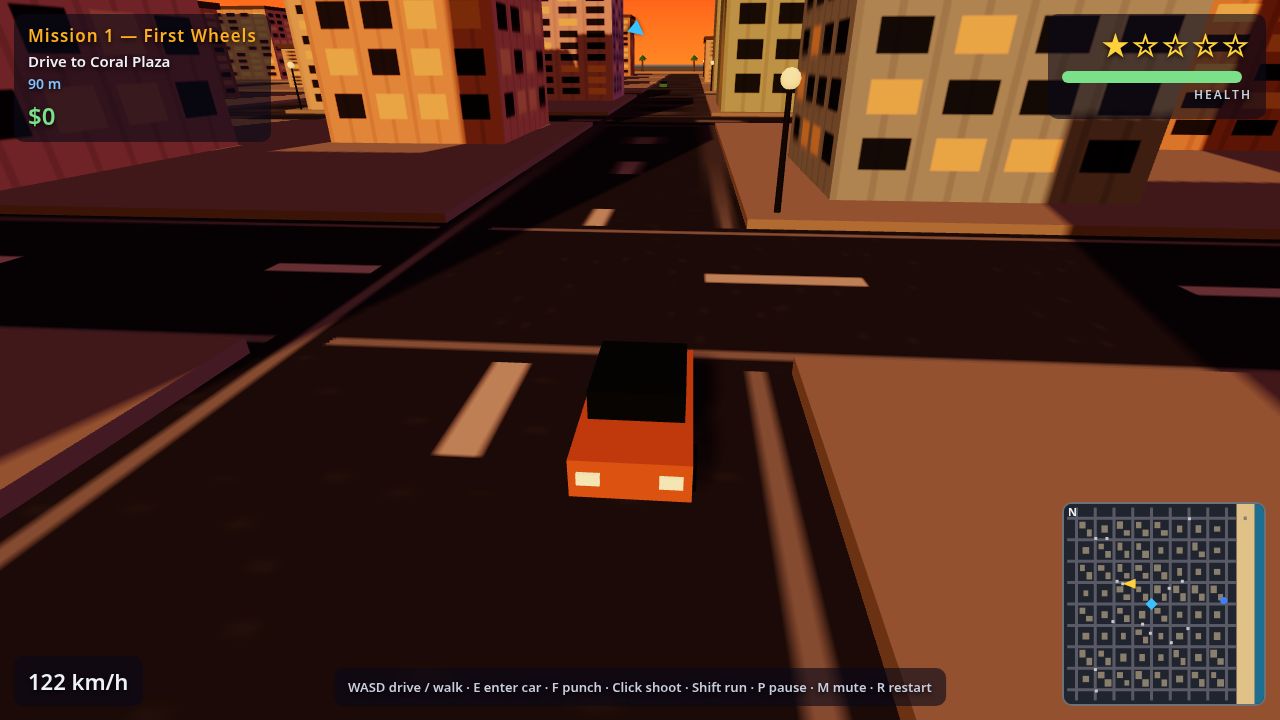 Mission 1 — First Wheels
Drive to Coral Plaza
90 m
$0
HEALTH
N
122 km/h
WASD drive / walk · E enter car · F punch · Click shoot · Shift run · P pause · M mute · R restart